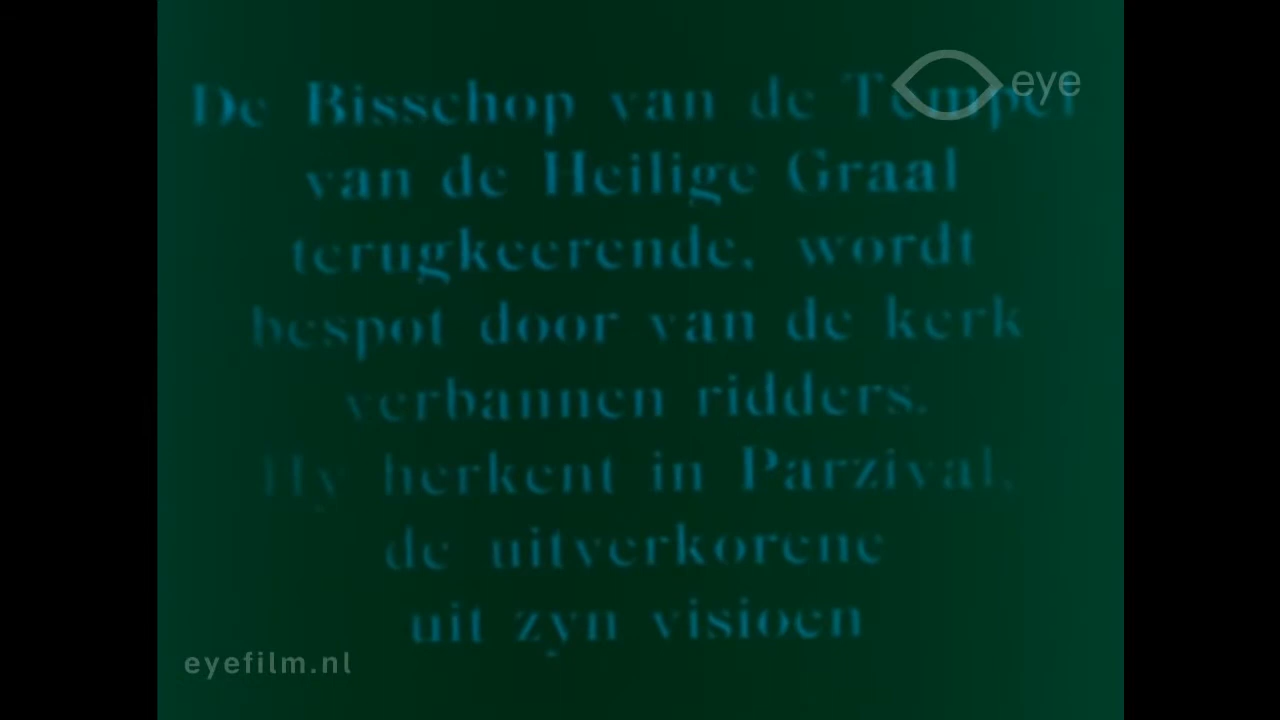 De Bisschop van de Tempel
van de Heilige Graal
terugkeerende, wordt
bespot door van de kerk
verbannen ridders.
Hy herkent in Parzival,
de uitverkorene
uit zyn visioen
eye
eyefilm.nl